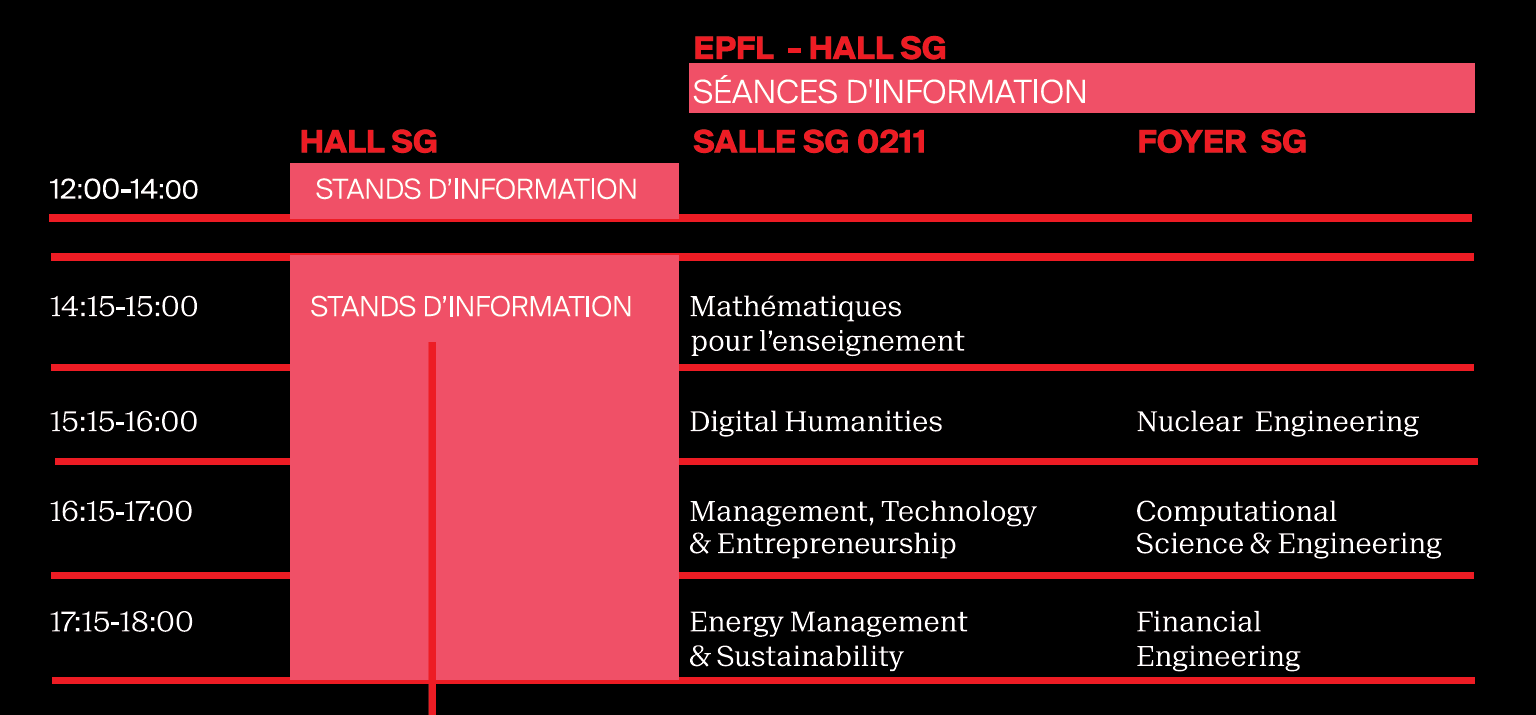 EPFL - HALL SG
SÉANCES D'INFORMATION
HALL SG
SALLE SG 0211
FOYER SG
12:00-14:00
STANDS D'INFORMATION
14:15-15:00
STANDS D'INFORMATION
Mathématiques
pour l'enseignement
15:15-16:00
Digital Humanities
Nuclear Engineering
16:15-17:00
Management, Technology
& Entrepreneurship
Computational
Science & Engineering
17:15-18:00
Energy Management
& Sustainability
Financial
Engineering